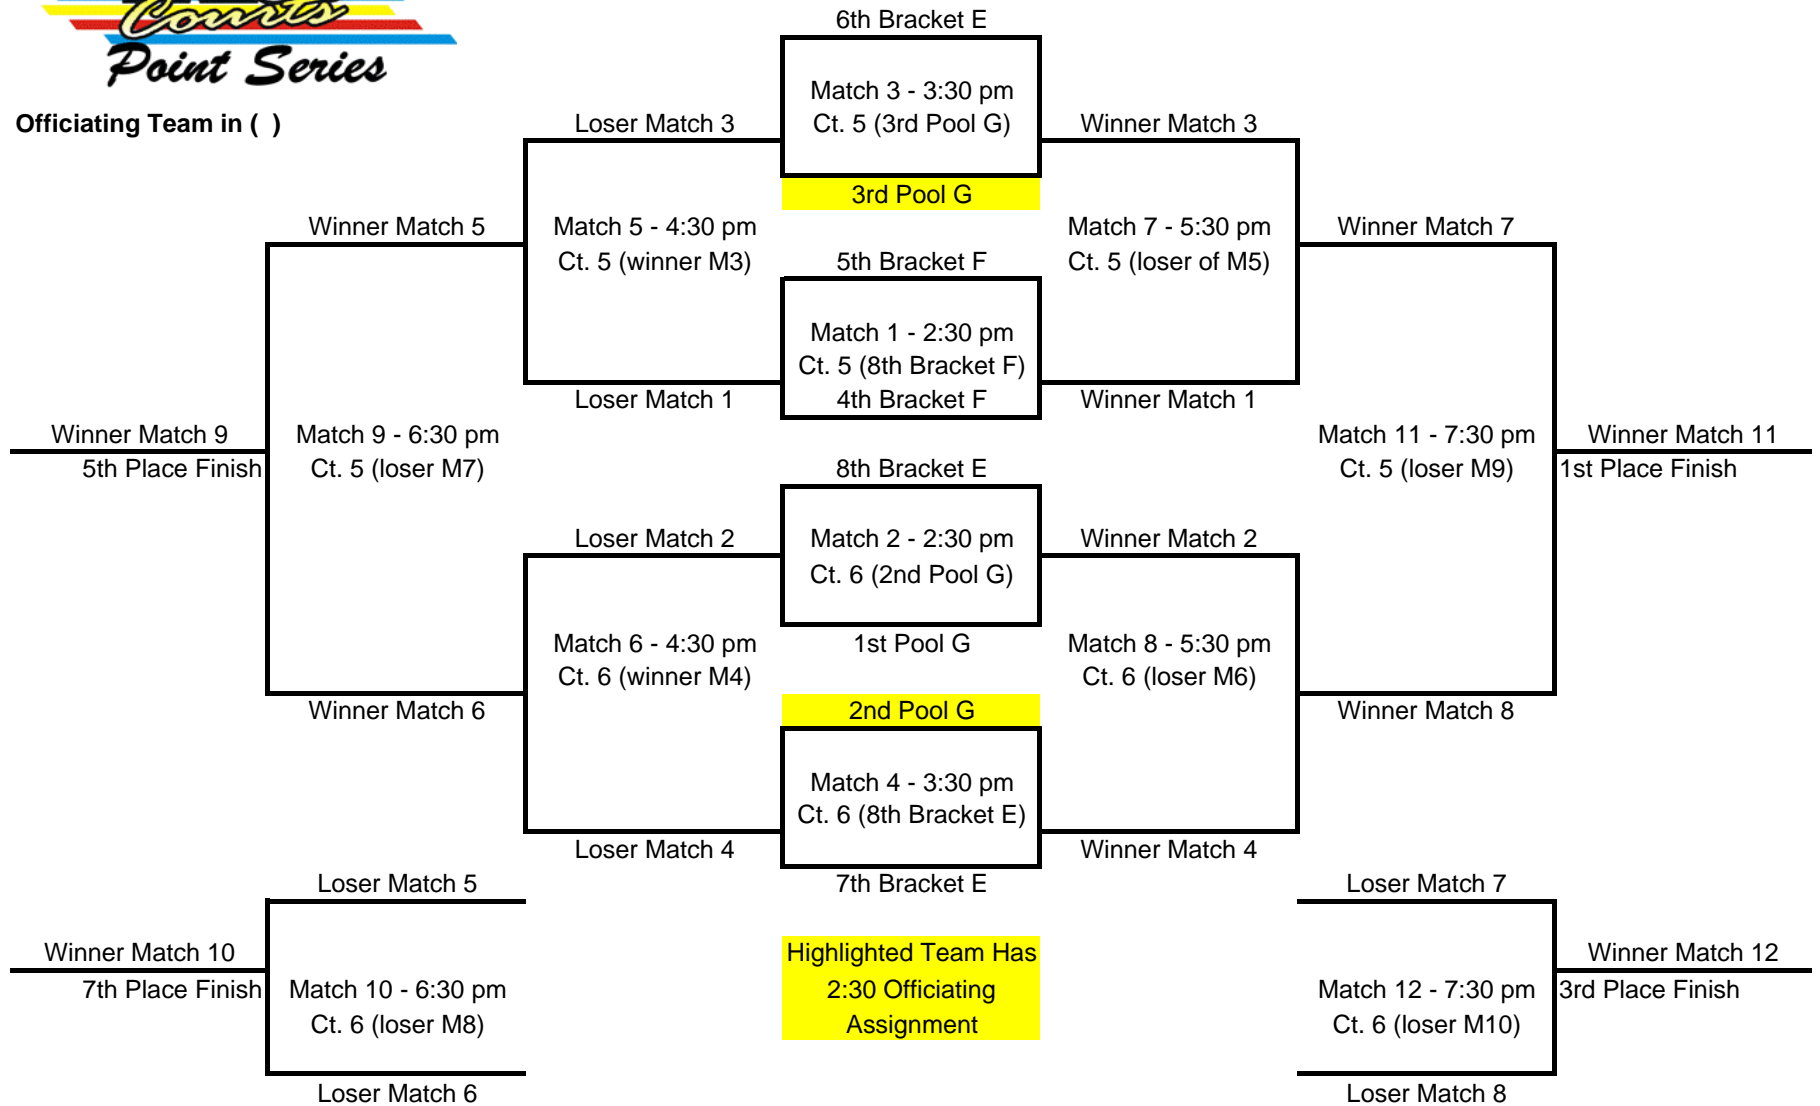 Courts
Point Series
Officiating Team in (  )
6th Bracket E
Match 3 - 3:30 pm
Ct. 5 (3rd Pool G)
3rd Pool G
Loser Match 3
Winner Match 3
Winner Match 5
Match 5 - 4:30 pm
Ct. 5 (winner M3)
Match 7 - 5:30 pm
Ct. 5 (loser of M5)
Winner Match 7
5th Bracket F
Match 1 - 2:30 pm
Ct. 5 (8th Bracket F)
4th Bracket F
Loser Match 1
Winner Match 1
Winner Match 9
5th Place Finish
Match 9 - 6:30 pm
Ct. 5 (loser M7)
Match 11 - 7:30 pm
Ct. 5 (loser M9)
Winner Match 11
1st Place Finish
8th Bracket E
Match 2 - 2:30 pm
Ct. 6 (2nd Pool G)
1st Pool G
Loser Match 2
Winner Match 2
Match 6 - 4:30 pm
Ct. 6 (winner M4)
Match 8 - 5:30 pm
Ct. 6 (loser M6)
Winner Match 6
Winner Match 8
2nd Pool G
Match 4 - 3:30 pm
Ct. 6 (8th Bracket E)
7th Bracket E
Loser Match 4
Winner Match 4
Loser Match 5
Loser Match 7
Winner Match 10
7th Place Finish
Match 10 - 6:30 pm
Ct. 6 (loser M8)
Loser Match 6
Highlighted Team Has
2:30 Officiating
Assignment
Match 12 - 7:30 pm
Ct. 6 (loser M10)
Winner Match 12
3rd Place Finish
Loser Match 8